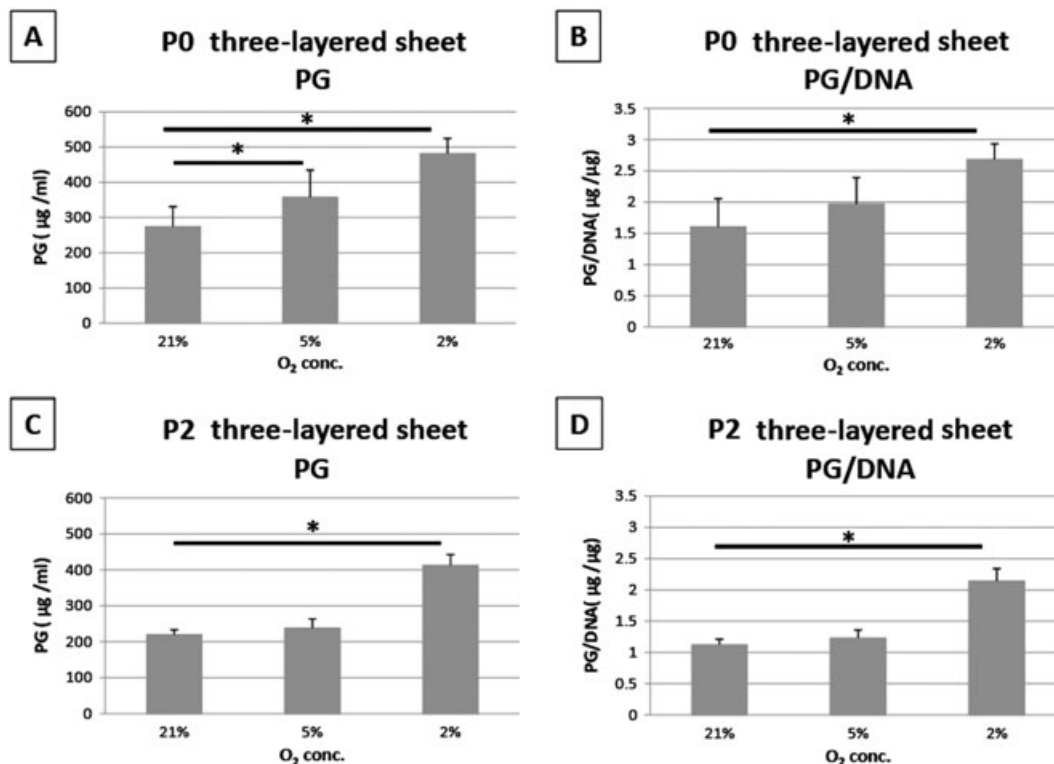 A
P0 three-layered sheet
PG
PG ( µg /ml)
600
500
400
300
200
100
0
*
*
21%
5%
2%
O₂ conc.
B
P0 three-layered sheet
PG/DNA
PG/DNA( µg /µg)
3.5
3
2.5
2
1.5
1
0.5
0
*
21%
5%
2%
O₂ conc.
C
P2 three-layered sheet
PG
PG ( µg /ml)
600
500
400
300
200
100
0
*
21%
5%
2%
O₂ conc.
D
P2 three-layered sheet
PG/DNA
PG/DNA( µg /µg)
3.5
3
2.5
2
1.5
1
0.5
0
*
21%
5%
2%
O₂ conc.